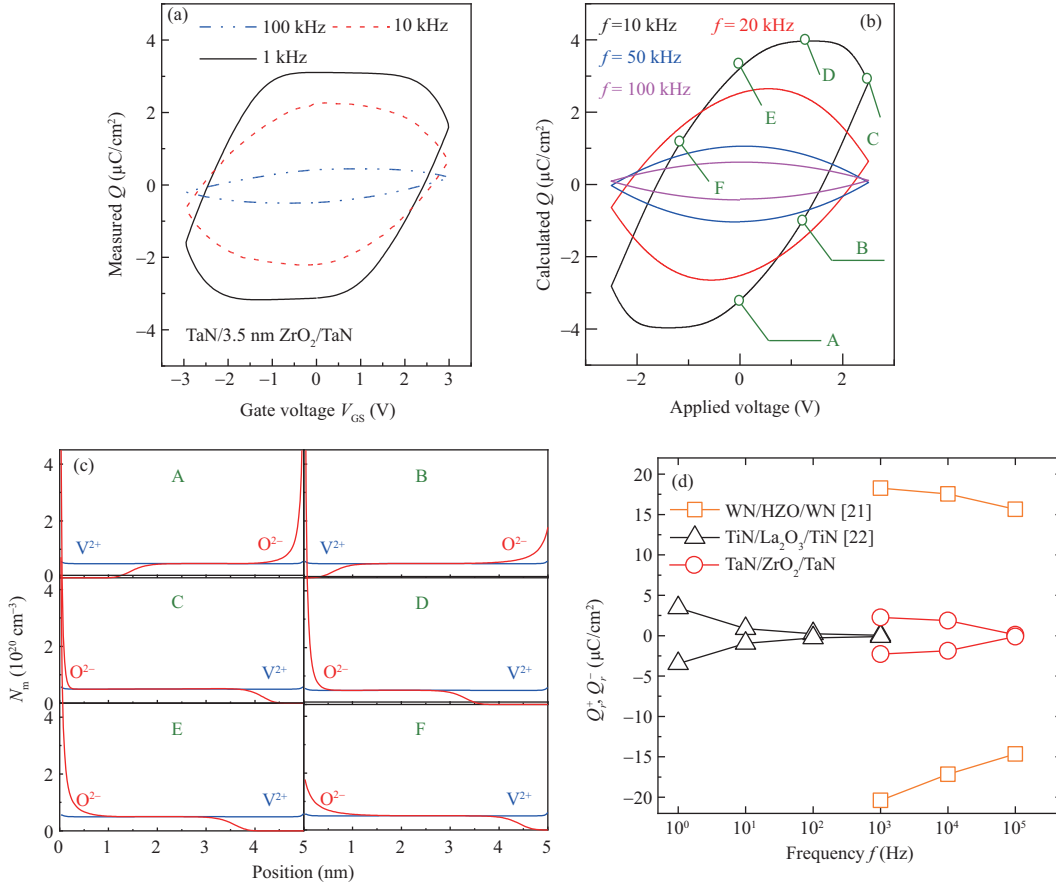 (a)
100 kHz
10 kHz
1 kHz
4
2
0
−2
−4
Measured Q (μC/cm²)
TaN/3.5 nm ZrO₂/TaN
−3
−2
−1
0
1
2
3
Gate voltage V_GS (V)
(b)
f = 10 kHz
f = 20 kHz
f = 50 kHz
f = 100 kHz
4
2
0
−2
−4
Calculated Q (μC/cm²)
D
E
C
F
B
A
−2
0
2
Applied voltage (V)
(c)
A
B
4
2
0
V²⁺
O²⁻
V²⁺
O²⁻
C
D
4
2
0
O²⁻
V²⁺
O²⁻
V²⁺
E
F
4
2
0
O²⁻
V²⁺
O²⁻
V²⁺
N_m (10²⁰ cm⁻³)
0
1
2
3
4
5
0
1
2
3
4
5
Position (nm)
(d)
WN/HZO/WN [21]
TiN/La₂O₃/TiN [22]
TaN/ZrO₂/TaN
20
15
10
5
0
−5
−10
−15
−20
Q_r⁺, Q_r⁻ (μC/cm²)
10⁰
10¹
10²
10³
10⁴
10⁵
Frequency f (Hz)